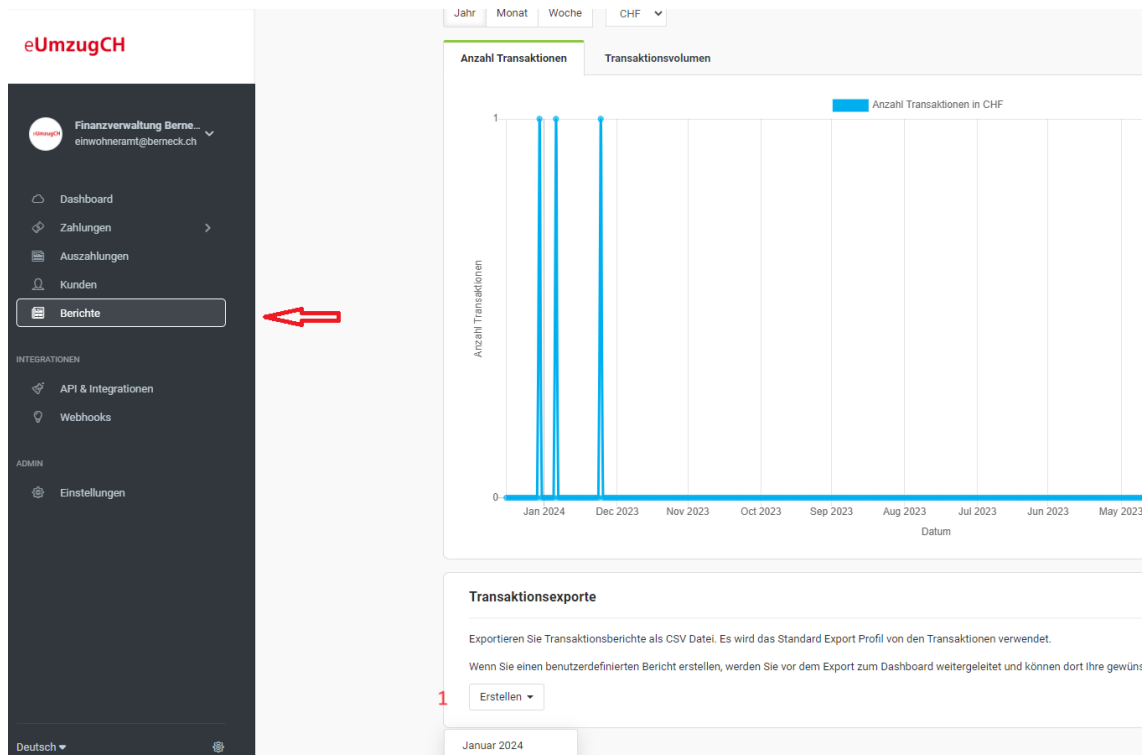 eUmzugCH
Finanzverwaltung Berne...
einwohneramt@berneck.ch
Dashboard
Zahlungen
Auszahlungen
Kunden
Berichte
INTEGRATIONEN
API & Integrationen
Webhooks
ADMIN
Einstellungen
Deutsch
Jahr Monat Woche CHF
Anzahl Transaktionen Transaktionsvolumen
Anzahl Transaktionen in CHF
1
Anzahl Transaktionen
0
Jan 2024 Dec 2023 Nov 2023 Oct 2023 Sep 2023 Aug 2023 Jul 2023 Jun 2023 May 2023
Datum
Transaktionsexporte
Exportieren Sie Transaktionsberichte als CSV Datei. Es wird das Standard Export Profil von den Transaktionen verwendet.
Wenn Sie einen benutzerdefinierten Bericht erstellen, werden Sie vor dem Export zum Dashboard weitergeleitet und können dort Ihre gewüns
1 Erstellen
Januar 2024